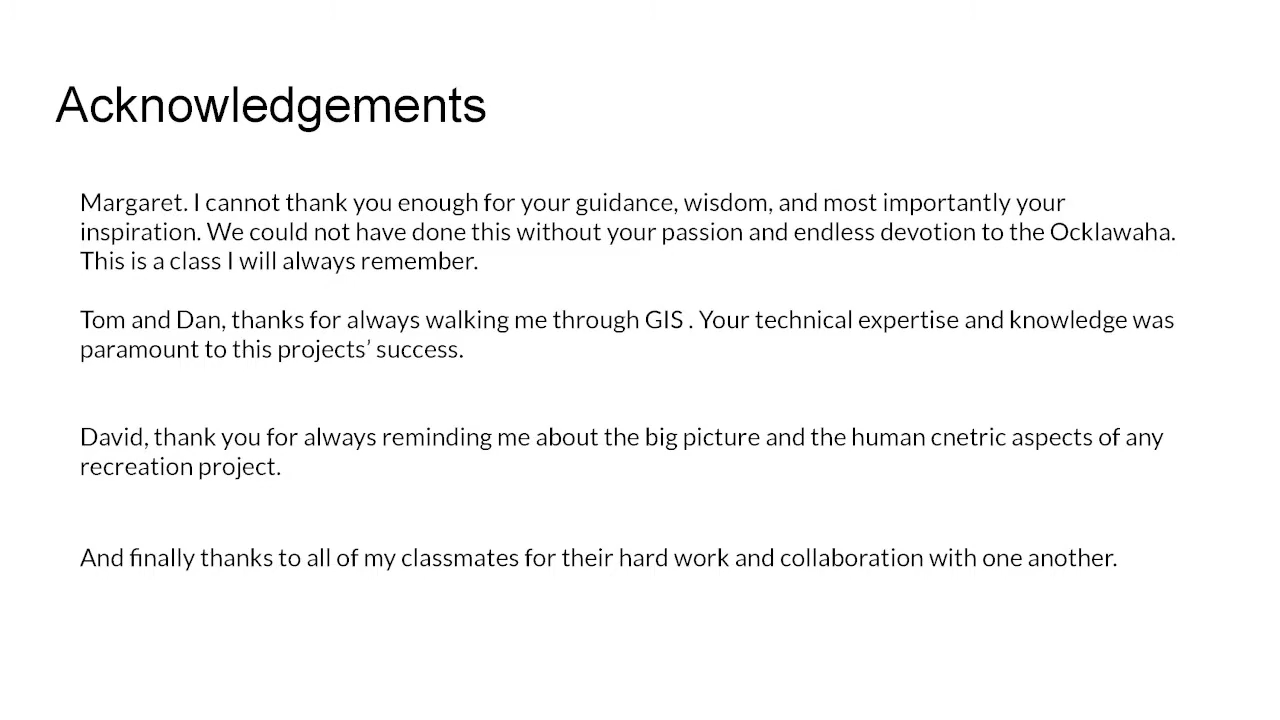 Acknowledgements
Margaret. I cannot thank you enough for your guidance, wisdom, and most importantly your
inspiration. We could not have done this without your passion and endless devotion to the Ocklawaha.
This is a class I will always remember.
Tom and Dan, thanks for always walking me through GIS . Your technical expertise and knowledge was
paramount to this projects’ success.
David, thank you for always reminding me about the big picture and the human cnetric aspects of any
recreation project.
And finally thanks to all of my classmates for their hard work and collaboration with one another.